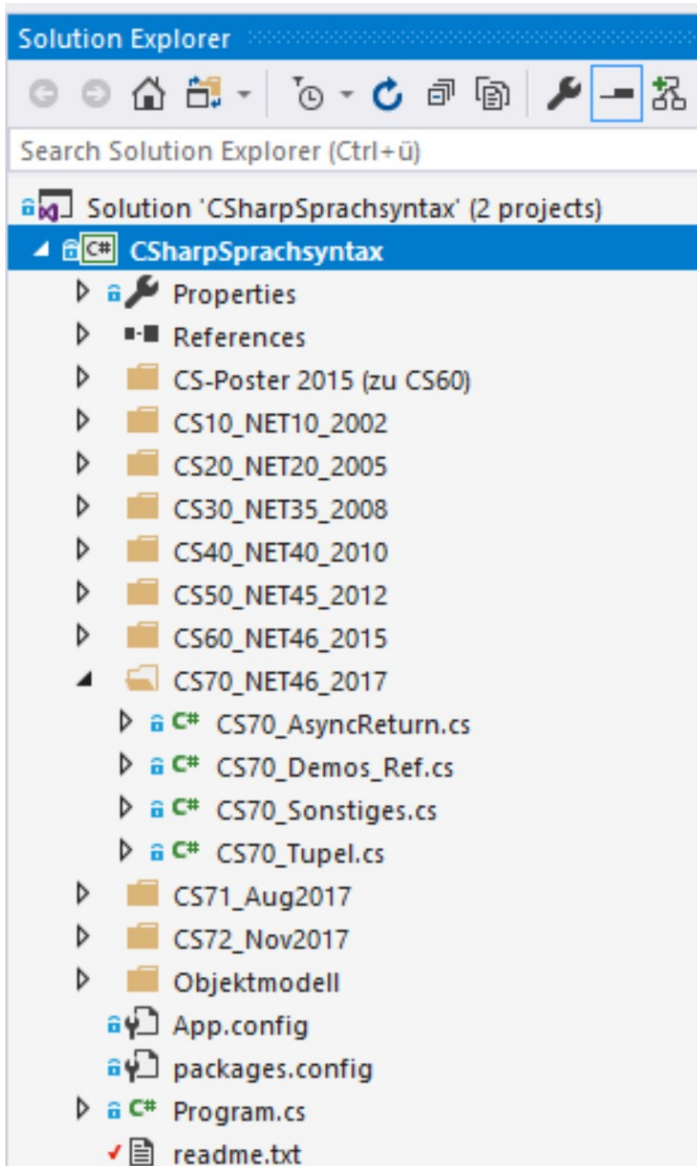 Solution Explorer
Search Solution Explorer (Ctrl+ü)
Solution 'CSharpSprachsyntax' (2 projects)
C# CSharpSprachsyntax
Properties
References
CS-Poster 2015 (zu CS60)
CS10_NET10_2002
CS20_NET20_2005
CS30_NET35_2008
CS40_NET40_2010
CS50_NET45_2012
CS60_NET46_2015
CS70_NET46_2017
C# CS70_AsyncReturn.cs
C# CS70_Demos_Ref.cs
C# CS70_Sonstiges.cs
C# CS70_Tupel.cs
CS71_Aug2017
CS72_Nov2017
Objektmodell
App.config
packages.config
C# Program.cs
readme.txt